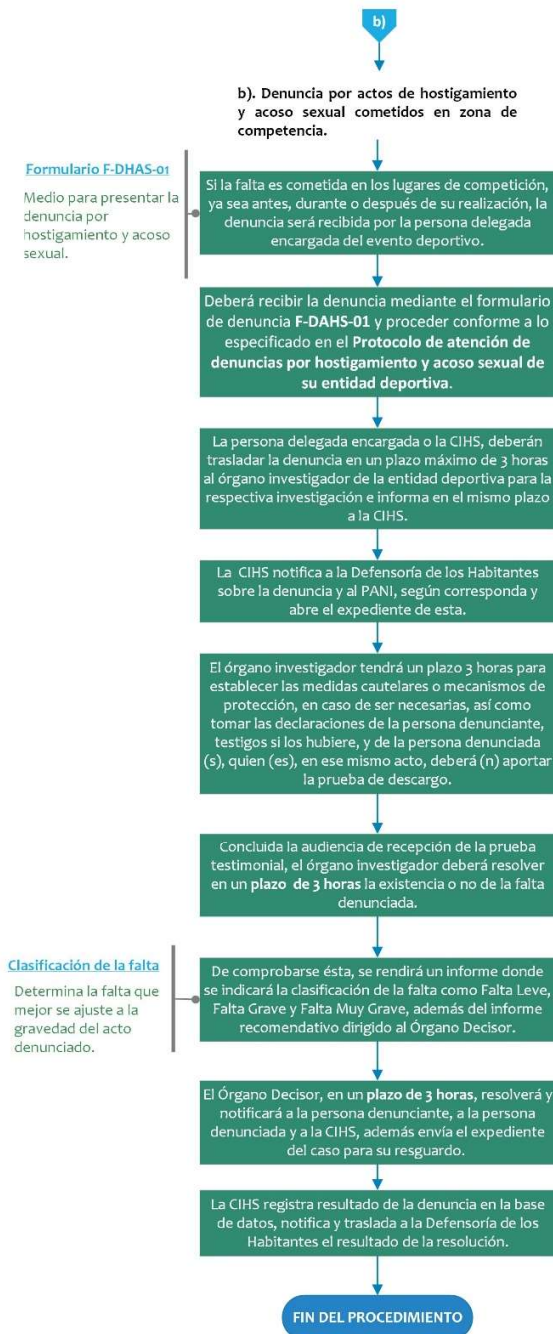 b)
b). Denuncia por actos de hostigamiento
y acoso sexual cometidos en zona de
competencia.
Formulario F-DHAS-01
Medio para presentar la
denuncia por
hostigamiento y acoso
sexual.
Si la falta es cometida en los lugares de competición,
ya sea antes, durante o después de su realización, la
denuncia será recibida por la persona delegada
encargada del evento deportivo.
Deberá recibir la denuncia mediante el formulario
de denuncia F-DAHS-01 y proceder conforme a lo
especificado en el Protocolo de atención de
denuncias por hostigamiento y acoso sexual de
su entidad deportiva.
La persona delegada encargada o la CIHS, deberán
trasladar la denuncia en un plazo máximo de 3 horas
al órgano investigador de la entidad deportiva para la
respectiva investigación e informa en el mismo plazo
a la CIHS.
La CIHS notifica a la Defensoría de los Habitantes
sobre la denuncia y al PANI, según corresponda y
abre el expediente de esta.
El órgano investigador tendrá un plazo 3 horas para
establecer las medidas cautelares o mecanismos de
protección, en caso de ser necesarias, así como
tomar las declaraciones de la persona denunciante,
testigos si los hubiere, y de la persona denunciada
(s), quien (es), en ese mismo acto, deberá (n) aportar
la prueba de descargo.
Concluida la audiencia de recepción de la prueba
testimonial, el órgano investigador deberá resolver
en un plazo de 3 horas la existencia o no de la falta
denunciada.
Clasificación de la falta
Determina la falta que
mejor se ajuste a la
gravedad del acto
denunciado.
De comprobarse ésta, se rendirá un informe donde
se indicará la clasificación de la falta como Falta Leve,
Falta Grave y Falta Muy Grave, además del informe
recomendativo dirigido al Órgano Decisor.
El Órgano Decisor, en un plazo de 3 horas, resolverá y
notificará a la persona denunciante, a la persona
denunciada y a la CIHS, además envía el expediente
del caso para su resguardo.
La CIHS registra resultado de la denuncia en la base
de datos, notifica y traslada a la Defensoría de los
Habitantes el resultado de la resolución.
FIN DEL PROCEDIMIENTO